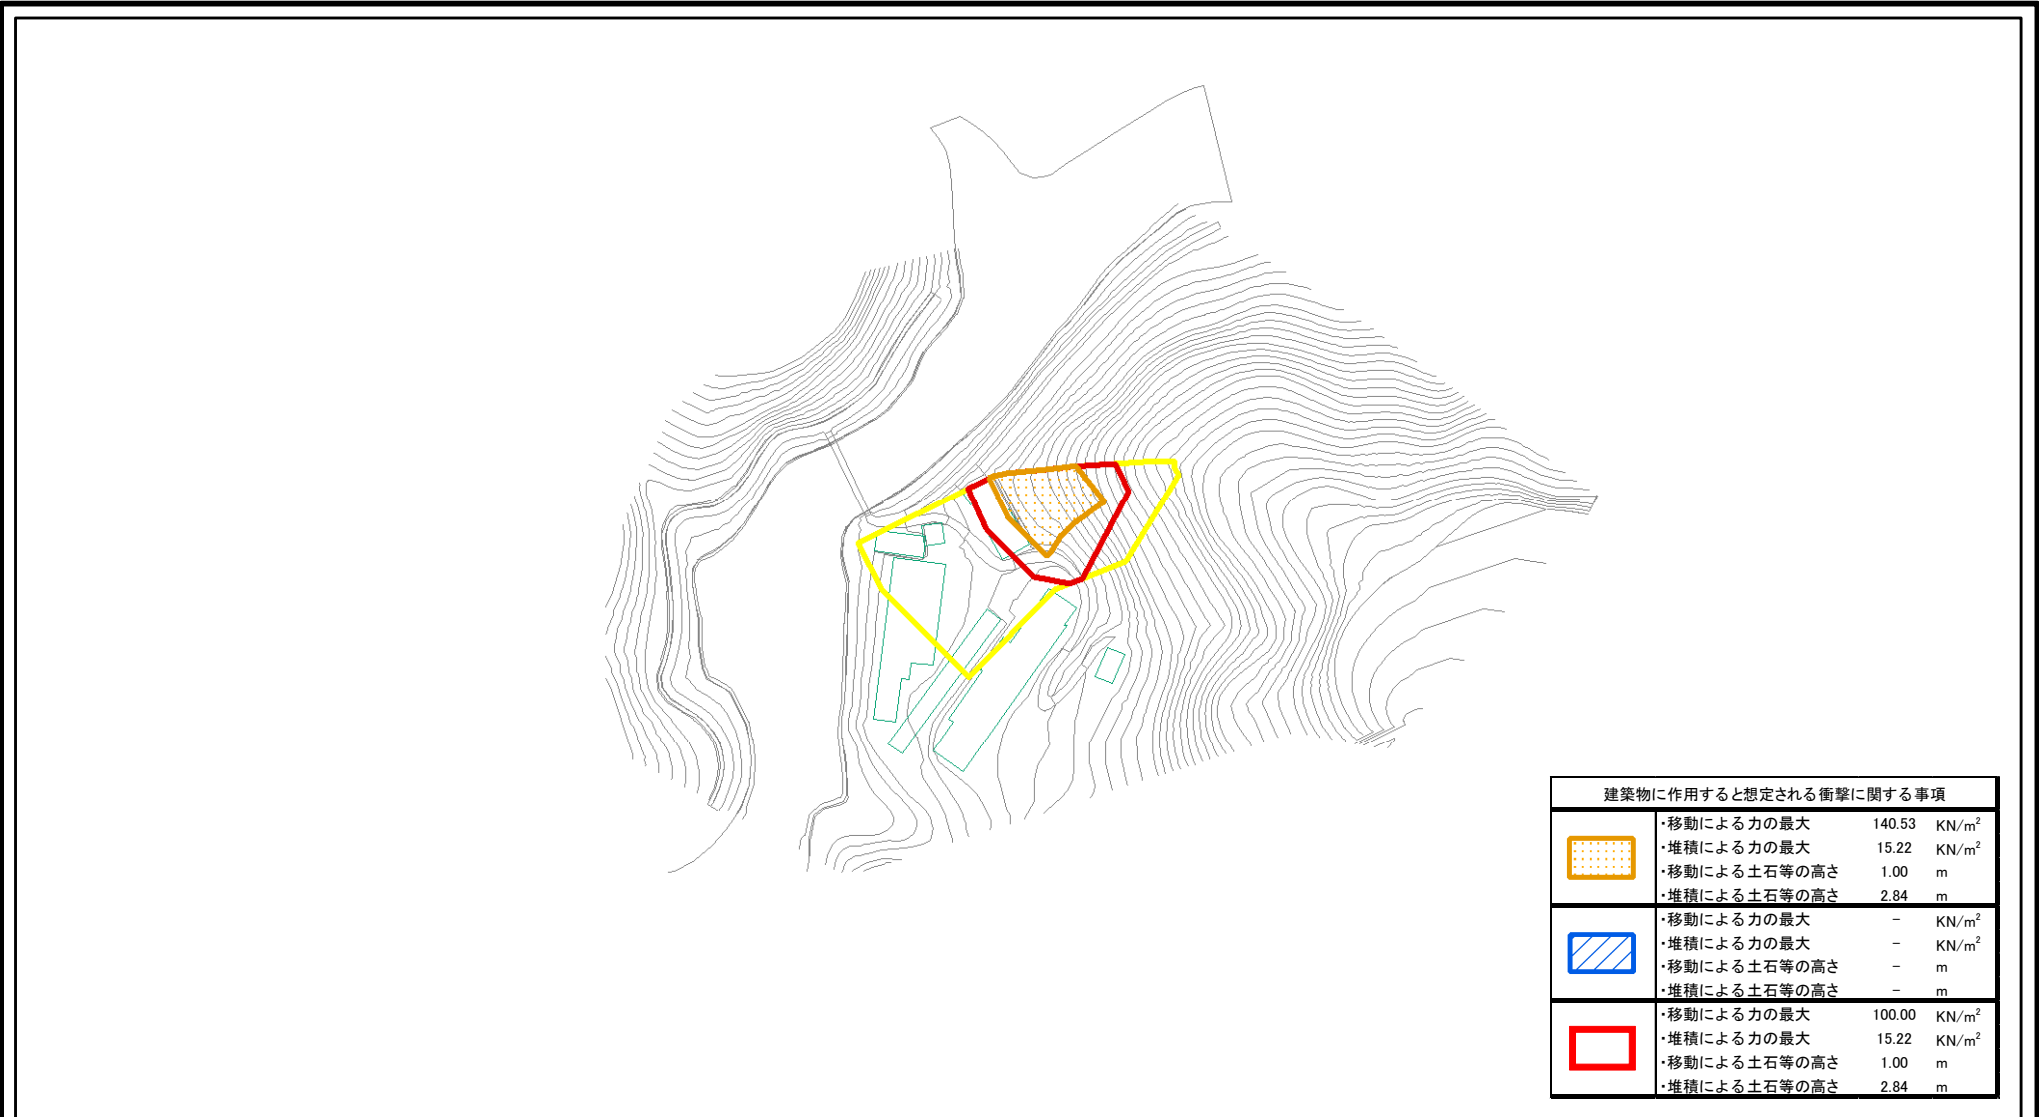 建築物に作用すると想定される衝撃に関する事項
・移動による力の最大 140.53 KN/m²
・堆積による力の最大 15.22 KN/m²
・移動による土石等の高さ 1.00 m
・堆積による土石等の高さ 2.84 m
・移動による力の最大 － KN/m²
・堆積による力の最大 － KN/m²
・移動による土石等の高さ － m
・堆積による土石等の高さ － m
・移動による力の最大 100.00 KN/m²
・堆積による力の最大 15.22 KN/m²
・移動による土石等の高さ 1.00 m
・堆積による土石等の高さ 2.84 m